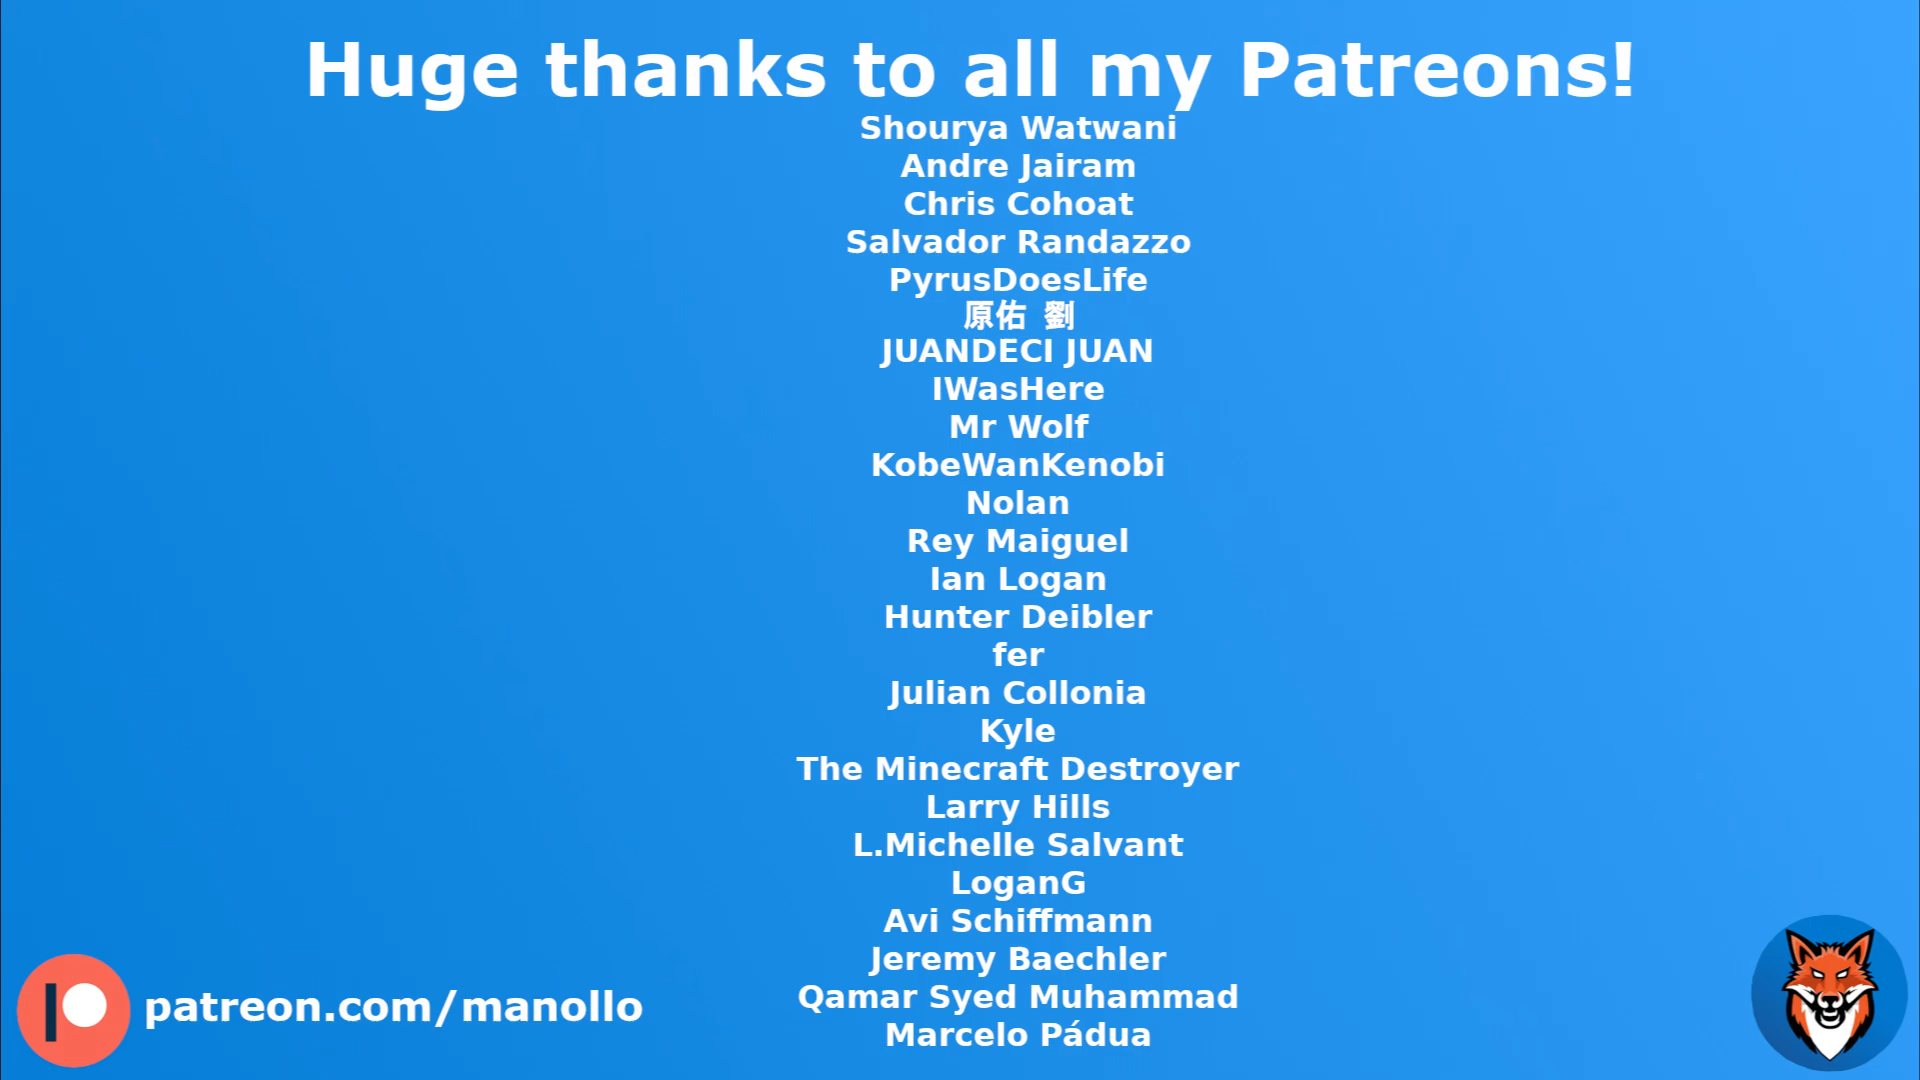 Huge thanks to all my Patreons!
Shourya Watwani
Andre Jairam
Chris Cohoat
Salvador Randazzo
PyrusDoesLife
原佑 劉
JUANDECI JUAN
IWasHere
Mr Wolf
KobeWanKenobi
Nolan
Rey Maiguel
Ian Logan
Hunter Deibler
fer
Julian Collonia
Kyle
The Minecraft Destroyer
Larry Hills
L.Michelle Salvant
LoganG
Avi Schiffmann
Jeremy Baechler
Qamar Syed Muhammad
Marcelo Pádua
patreon.com/manollo